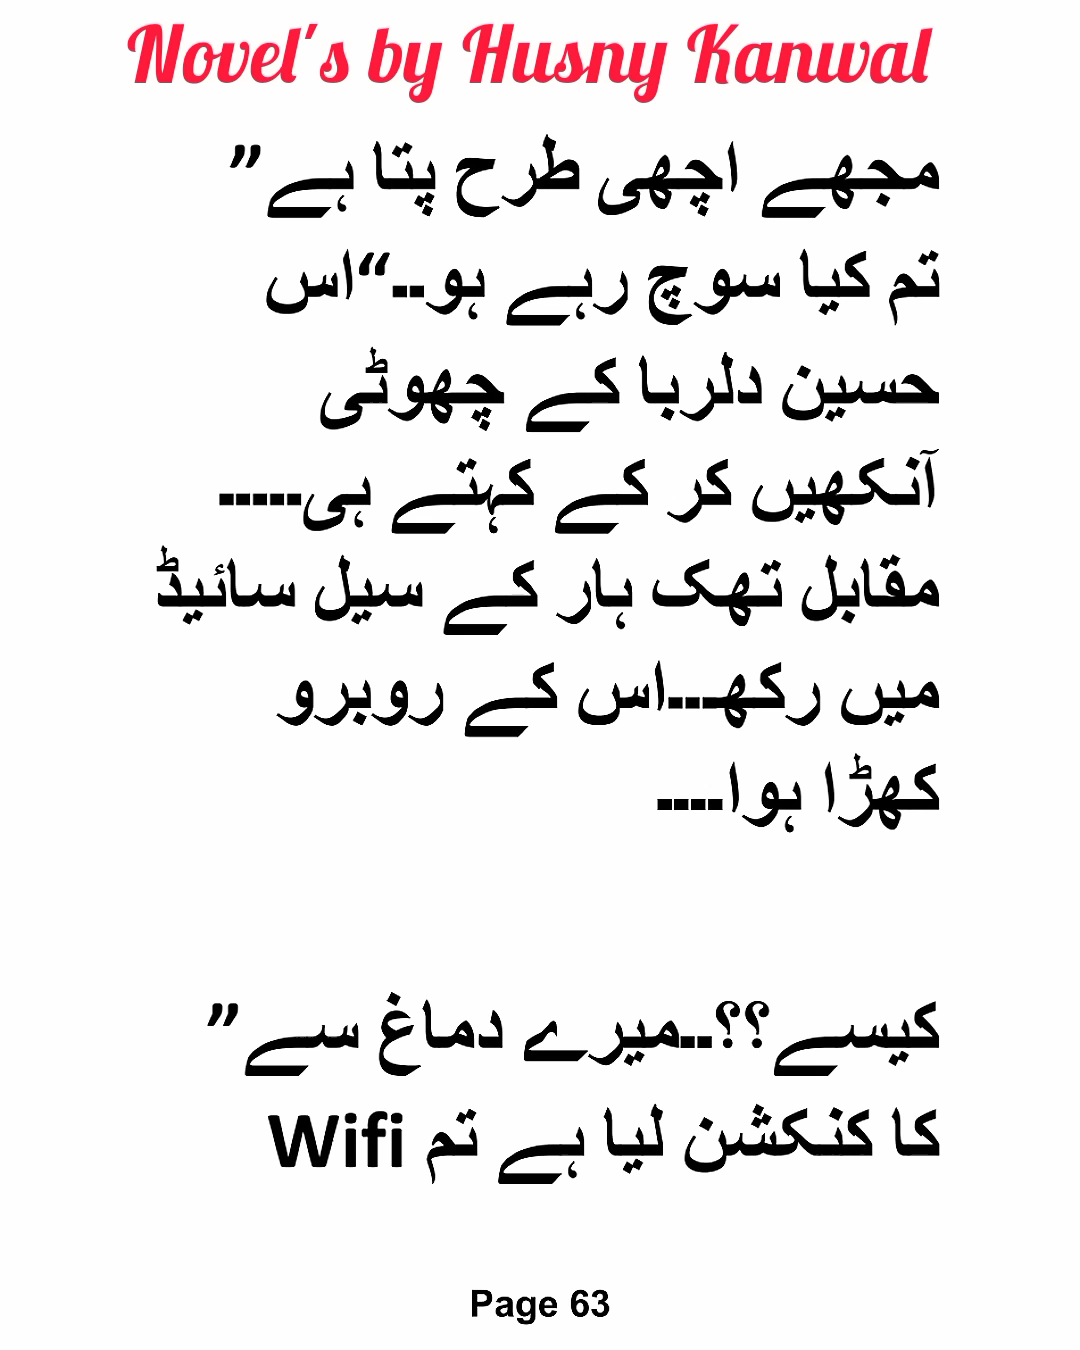 Novel's by Husny Kanwal
مجھے اچھی طرح پتا ہے”
تم کیا سوچ رہے ہو..“اس
حسین دلربا کے چھوٹی
آنکھیں کر کے کہتے ہی.....
مقابل تھک ہار کے سیل سائیڈ
میں رکھ...اس کے روبرو
کھڑا ہوا....
کیسے؟؟..میرے دماغ سے”
کا کنکشن لیا ہے تم Wifi
Page 63